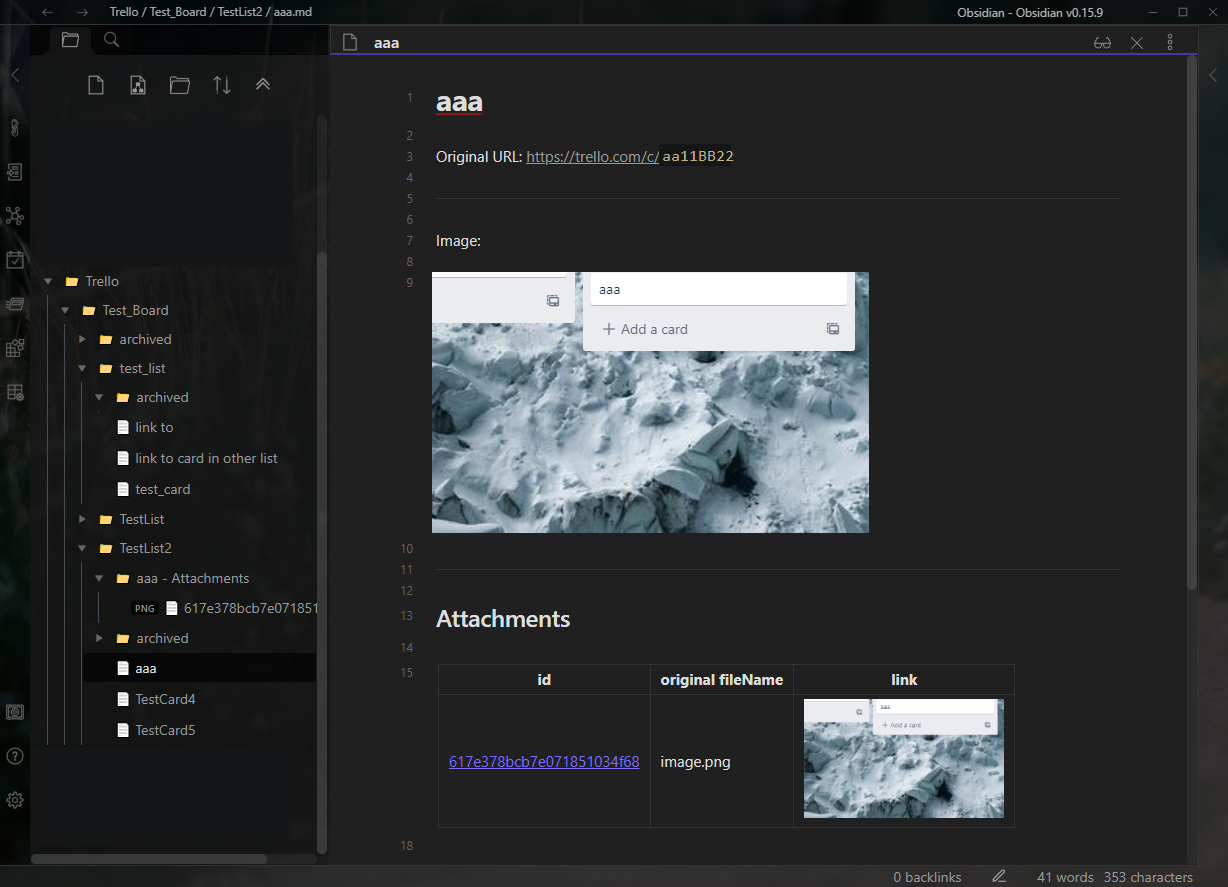 Trello / Test_Board / TestList2 / aaa.md
Obsidian - Obsidian v0.15.9
aaa
Trello
Test_Board
archived
test_list
archived
link to
link to card in other list
test_card
TestList
TestList2
aaa - Attachments
PNG 617e378bcb7e071851
archived
aaa
TestCard4
TestCard5
1 aaa
2
3 Original URL: https://trello.com/c/aa11BB22
4
5
6
7 Image:
8
9
aaa
+ Add a card
10
11
12
13 Attachments
14
15
id original fileName link
617e378bcb7e071851034f68 image.png
aaa
+ Add a card
18
0 backlinks 41 words 353 characters